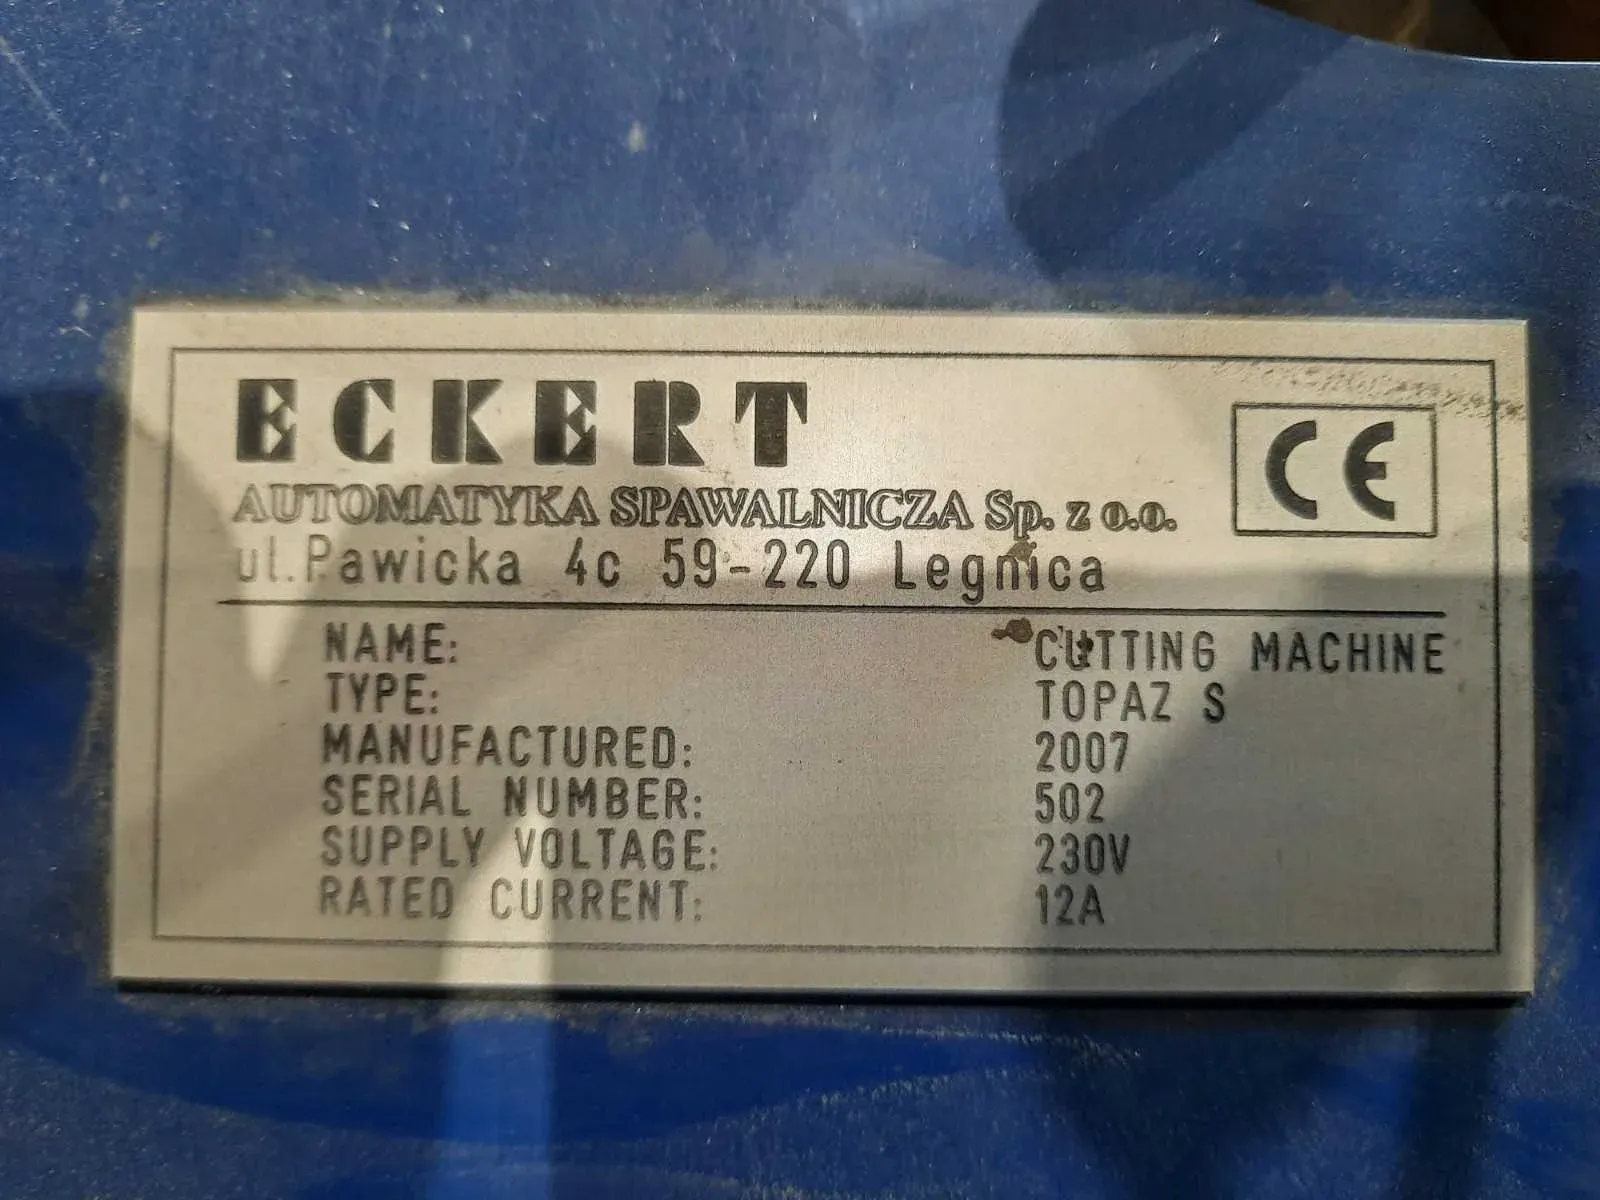 ECKERT
AUTOMATYKA SPAWALNICZA Sp. z o.o.
ul.Pawicka 4c 59-220 Legnica
CE
NAME: CUTTING MACHINE
TYPE: TOPAZ S
MANUFACTURED: 2007
SERIAL NUMBER: 502
SUPPLY VOLTAGE: 230V
RATED CURRENT: 12A